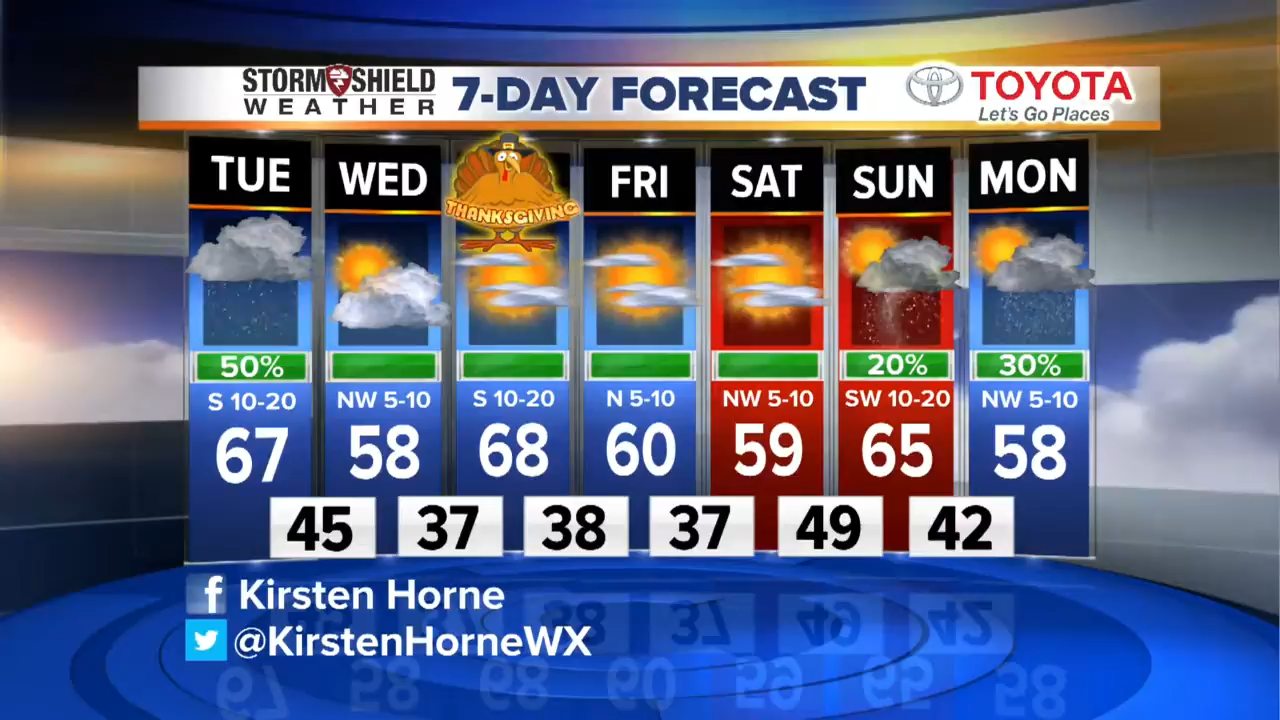 STORM SHIELD
WEATHER
7-DAY FORECAST
TOYOTA
Let's Go Places
TUE WED THANKSGIVING FRI SAT SUN MON
50% 20% 30%
S 10-20 NW 5-10 S 10-20 N 5-10 NW 5-10 SW 10-20 NW 5-10
67 58 68 60 59 65 58
45 37 38 37 49 42
f Kirsten Horne
@KirstenHorneWX